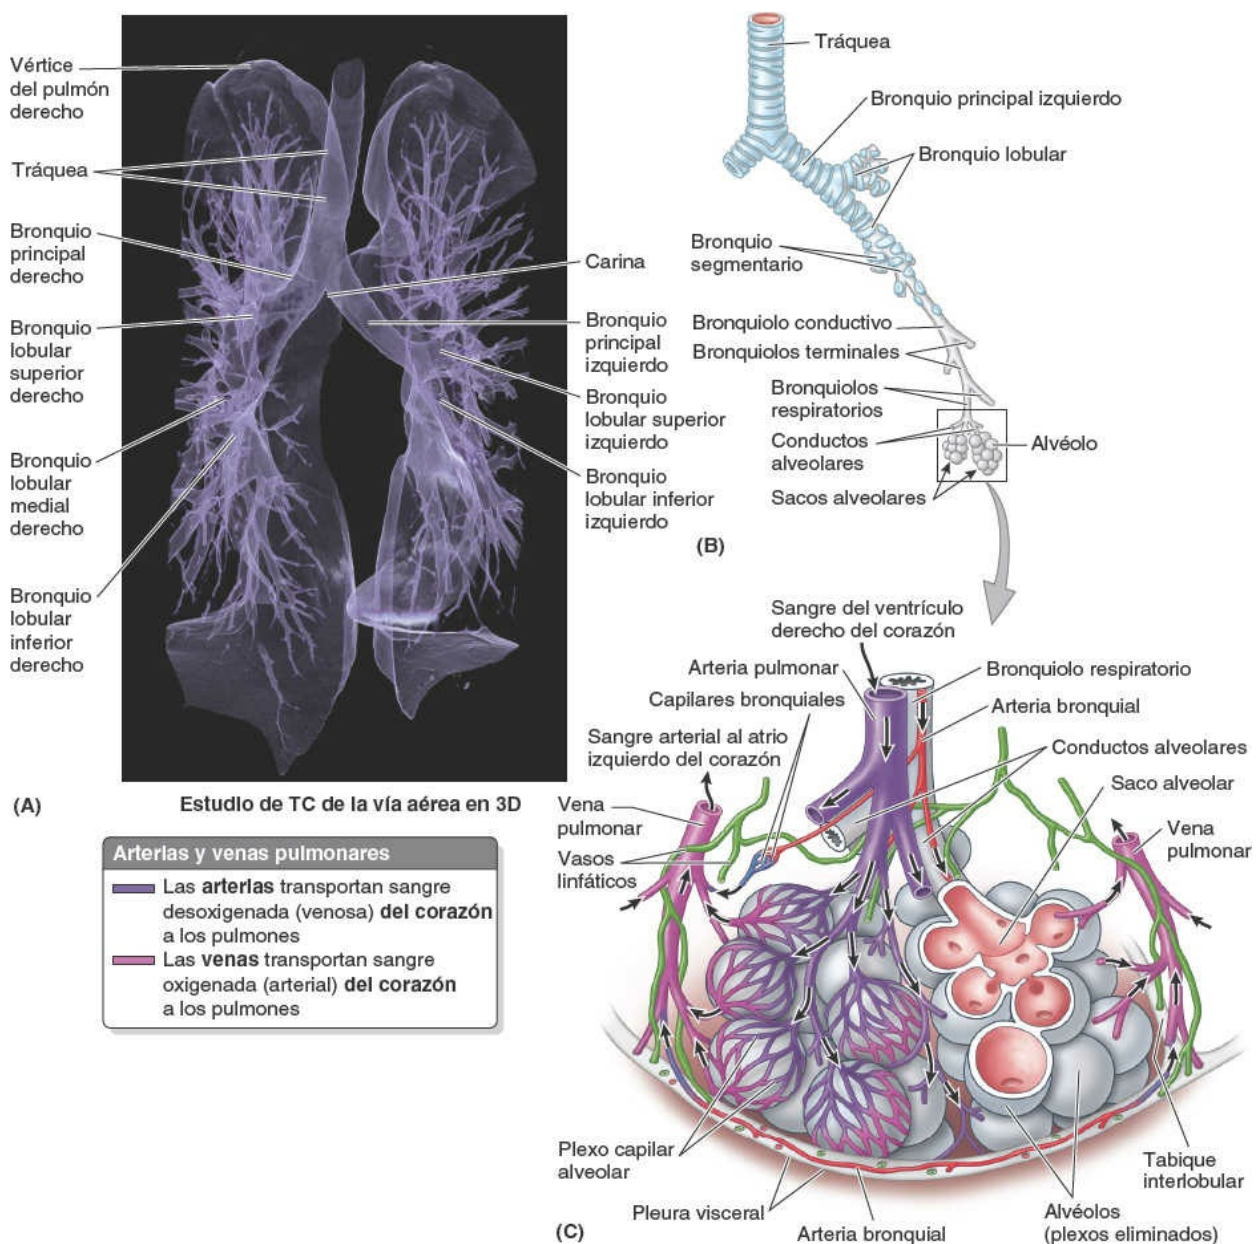 Vértice
del pulmón
derecho
Tráquea
Bronquio
principal
derecho
Bronquio
lobular
superior
derecho
Bronquio
lobular
medial
derecho
Bronquio
lobular
inferior
derecho
Carina
Bronquio
principal
izquierdo
Bronquio
lobular superior
izquierdo
Bronquio
lobular inferior
izquierdo
(A)
Estudio de TC de la vía aérea en 3D
Tráquea
Bronquio principal izquierdo
Bronquio lobular
Bronquio
segmentario
Bronquiolo conductivo
Bronquiolos terminales
Bronquiolos
respiratorios
Conductos
alveolares
Alvéolo
Sacos alveolares
(B)
Arterias y venas pulmonares
Las arterias transportan sangre
desoxigenada (venosa) del corazón
a los pulmones
Las venas transportan sangre
oxigenada (arterial) del corazón
a los pulmones
Sangre del ventrículo
derecho del corazón
Arteria pulmonar
Capilares bronquiales
Sangre arterial al atrio
izquierdo del corazón
Vena
pulmonar
Vasos
linfáticos
Bronquiolo respiratorio
Arteria bronquial
Conductos alveolares
Saco alveolar
Vena
pulmonar
Plexo capilar
alveolar
Pleura visceral
Arteria bronquial
Tabique
interlobular
Alvéolos
(plexos eliminados)
(C)